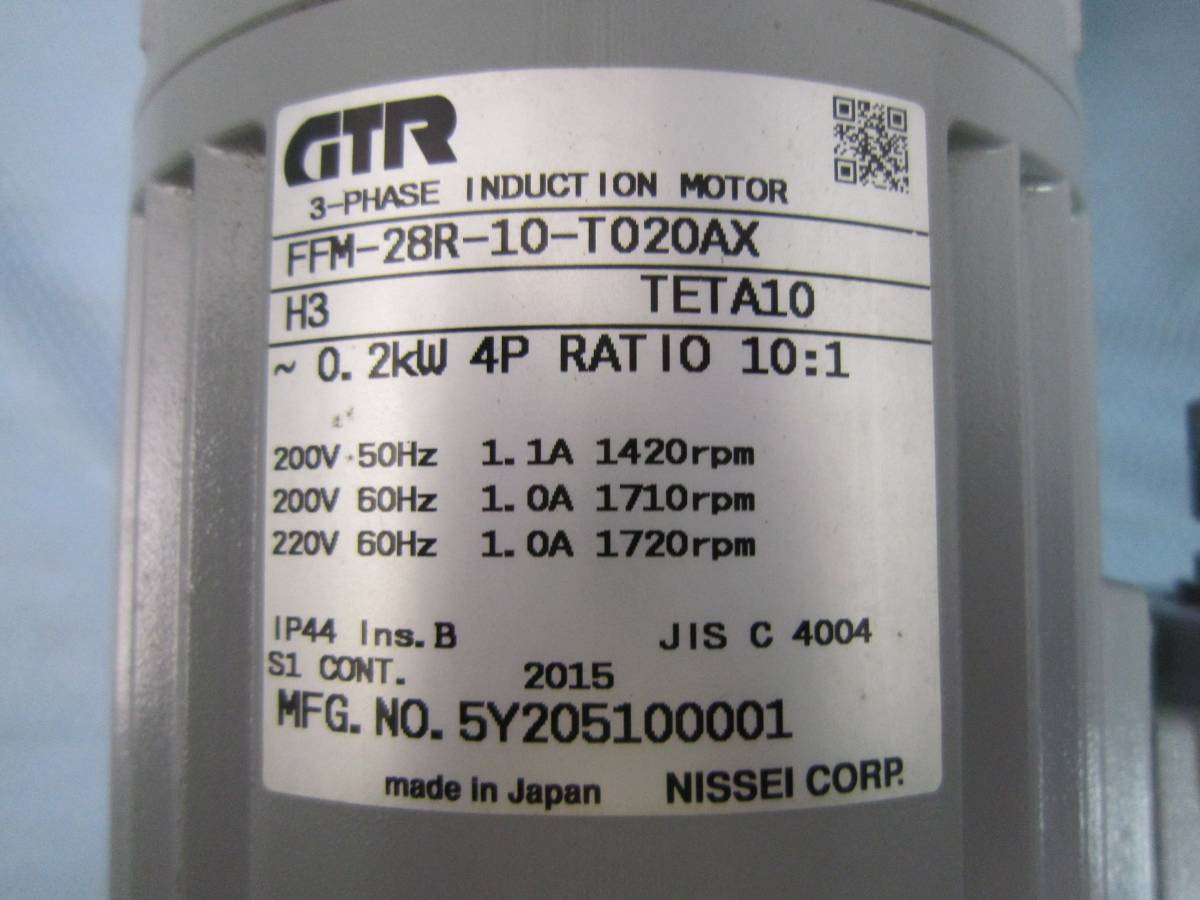 GTR
3-PHASE INDUCTION MOTOR
FFM-28R-10-T020AX
H3 TETA10
~ 0.2kW 4P RATIO 10:1
200V 50Hz 1.1A 1420rpm
200V 60Hz 1.0A 1710rpm
220V 60Hz 1.0A 1720rpm
IP44 Ins.B JIS C 4004
S1 CONT. 2015
MFG.NO.5Y205100001
made in Japan NISSEI CORP.